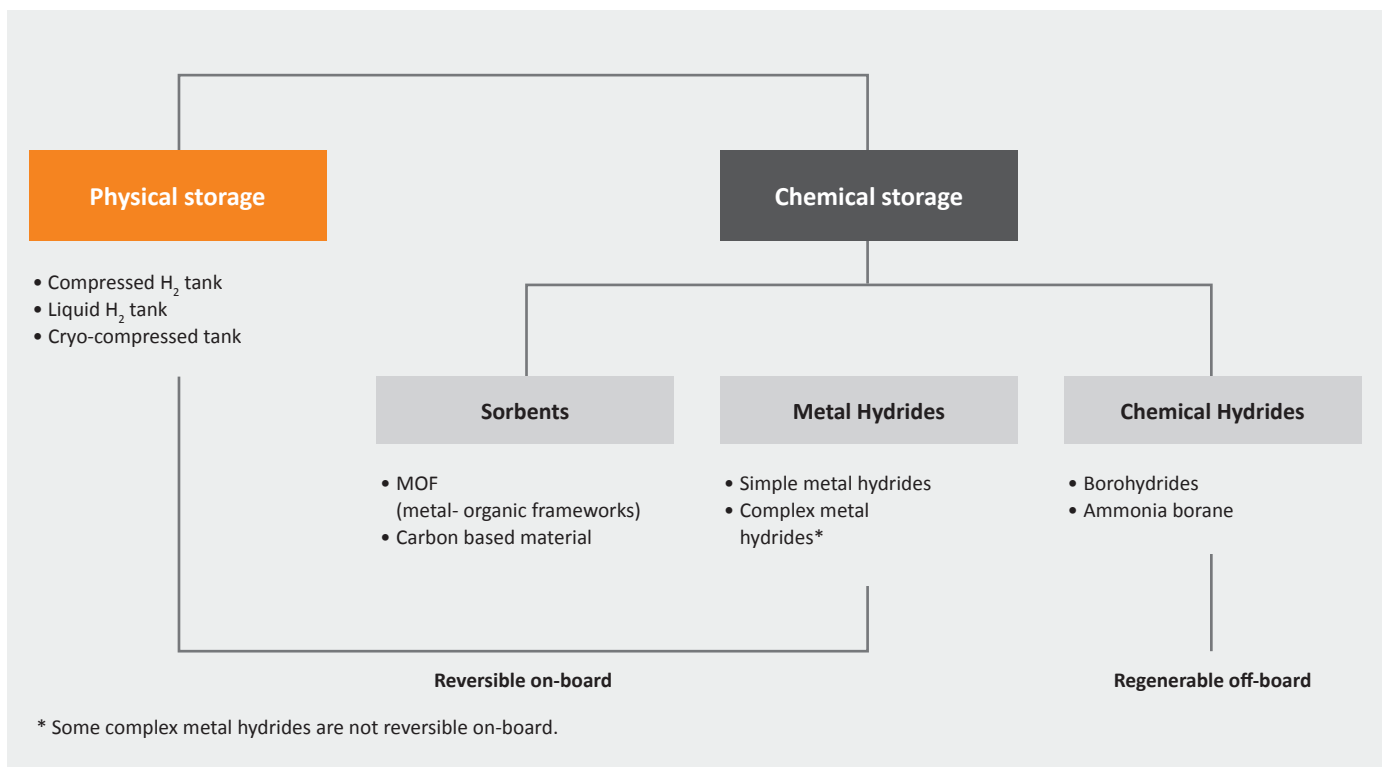 Physical storage
Chemical storage
• Compressed H₂ tank
• Liquid H₂ tank
• Cryo-compressed tank
Sorbents
Metal Hydrides
Chemical Hydrides
• MOF
(metal- organic frameworks)
• Carbon based material
• Simple metal hydrides
• Complex metal
hydrides*
• Borohydrides
• Ammonia borane
Reversible on-board
Regenerable off-board
* Some complex metal hydrides are not reversible on-board.